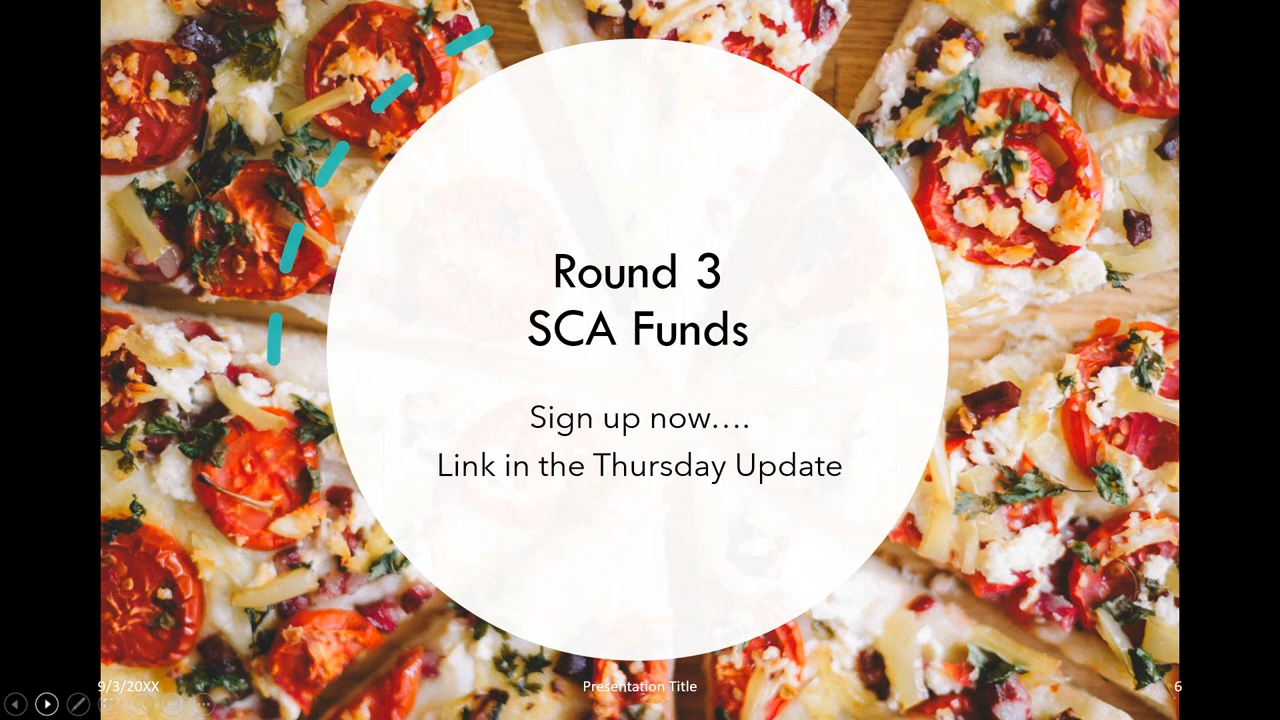 Round 3
SCA Funds
Sign up now....
Link in the Thursday Update
9/3/20XX
Presentation Title
6